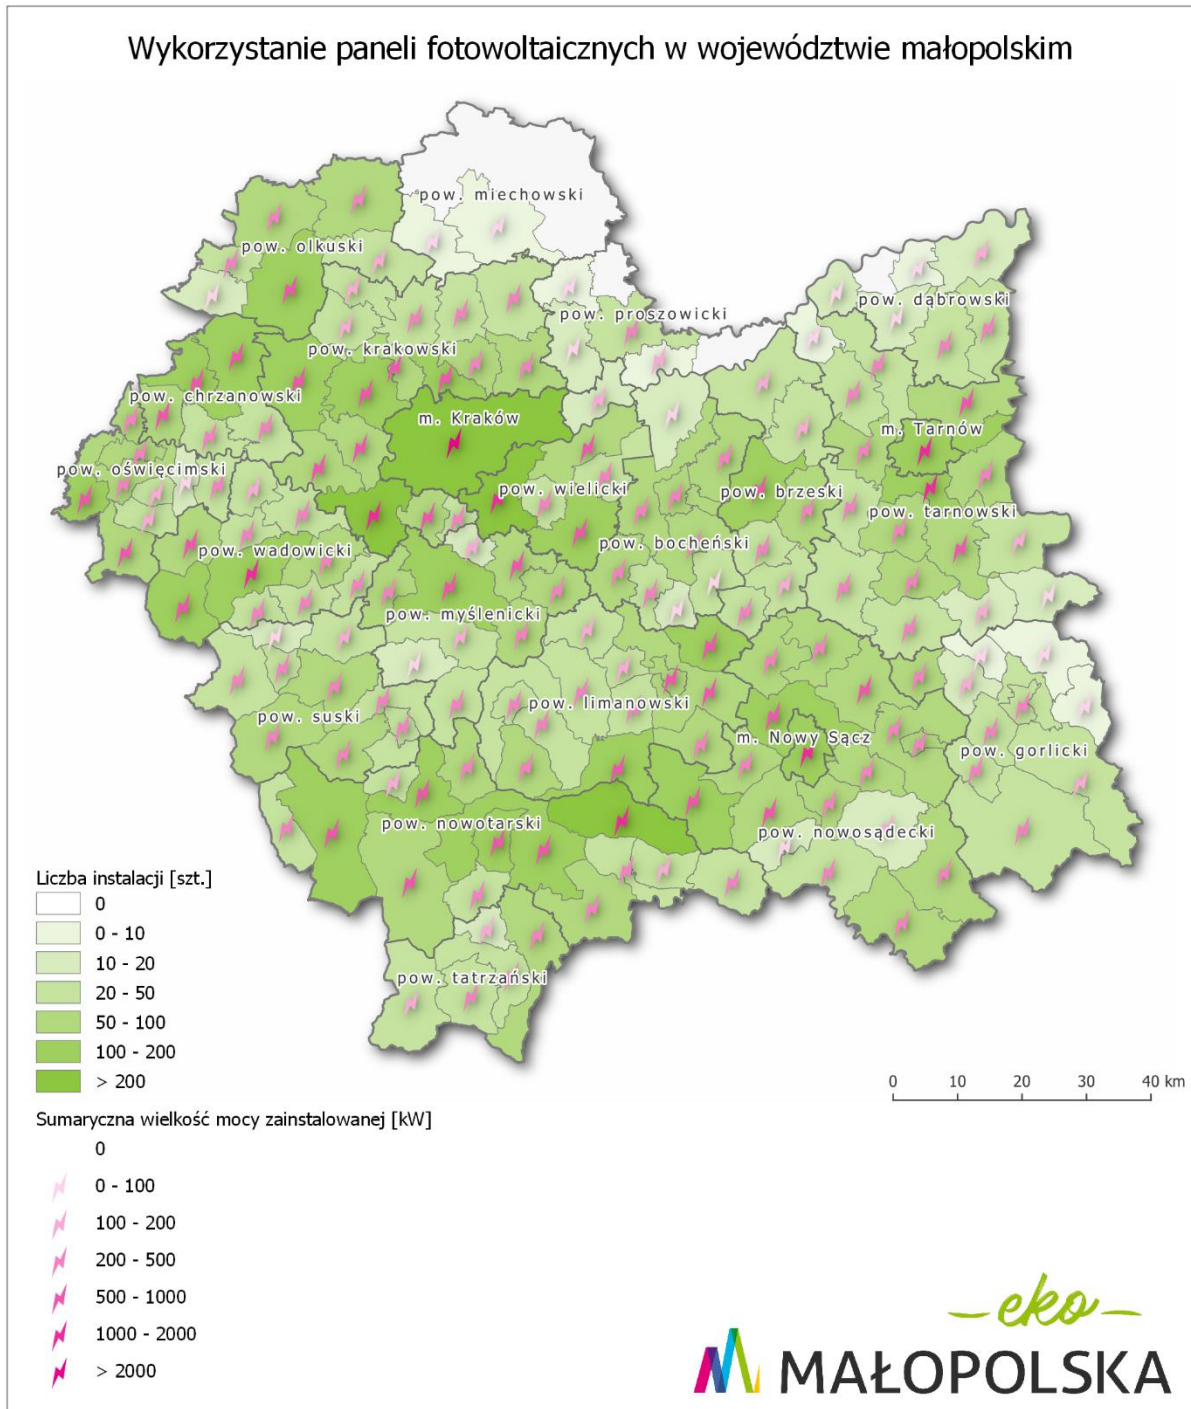 Wykorzystanie paneli fotowoltaicznych w województwie małopolskim
pow. miechowski
pow. olkuski
pow. dąbrowski
pow. proszowicki
pow. krakowski
pow. chrzanowski
m. Kraków
m. Tarnów
pow. oświęcimski
pow. wielicki
pow. brzeski
pow. tarnowski
pow. wadowicki
pow. bocheński
pow. myślenicki
pow. limanowski
pow. suski
m. Nowy Sącz
pow. gorlicki
pow. nowotarski
pow. nowosądecki
pow. tatrzański
Liczba instalacji [szt.]
0
0 - 10
10 - 20
20 - 50
50 - 100
100 - 200
> 200
0 10 20 30 40 km
Sumaryczna wielkość mocy zainstalowanej [kW]
0
0 - 100
100 - 200
200 - 500
500 - 1000
1000 - 2000
> 2000
eko
MAŁOPOLSKA